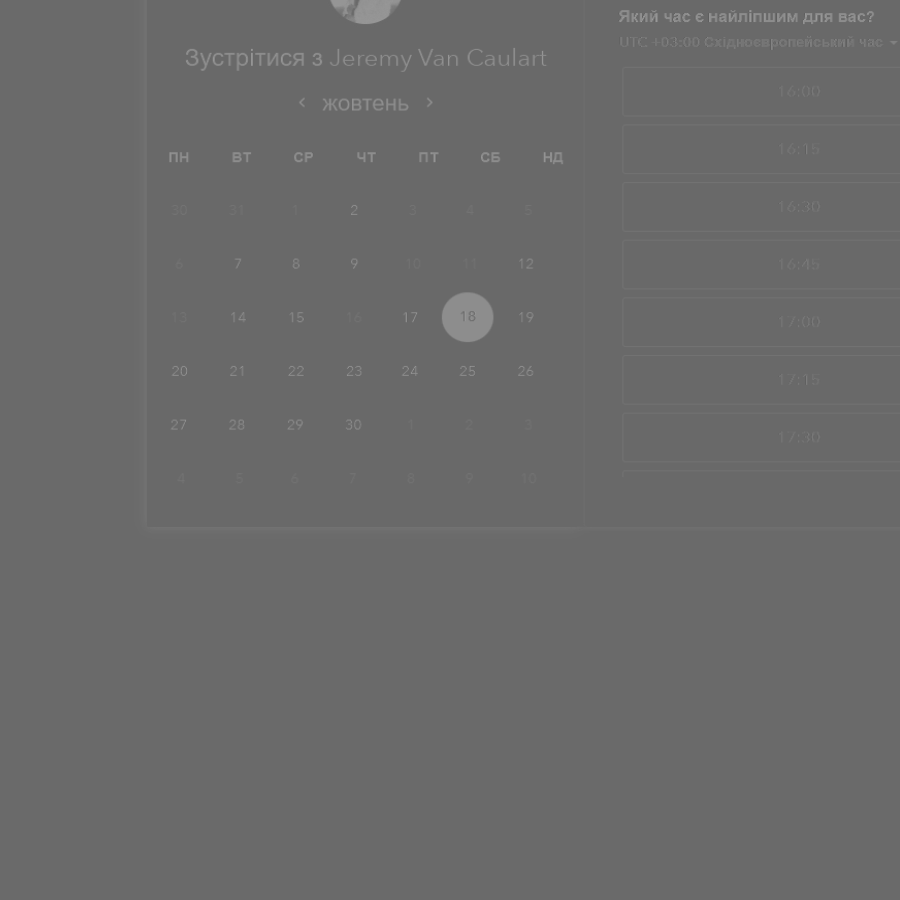 Зустрітися з Jeremy Van Caulart
жовтень
ПН ВТ СР ЧТ ПТ СБ НД
30 31 1 2 3 4 5
6 7 8 9 10 11 12
13 14 15 16 17 18 19
20 21 22 23 24 25 26
27 28 29 30 1 2 3
4 5 6 7 8 9 10
Який час є найліпшим для вас?
UTC +03:00 Східноєвропейський час
16:00
16:15
16:30
16:45
17:00
17:15
17:30